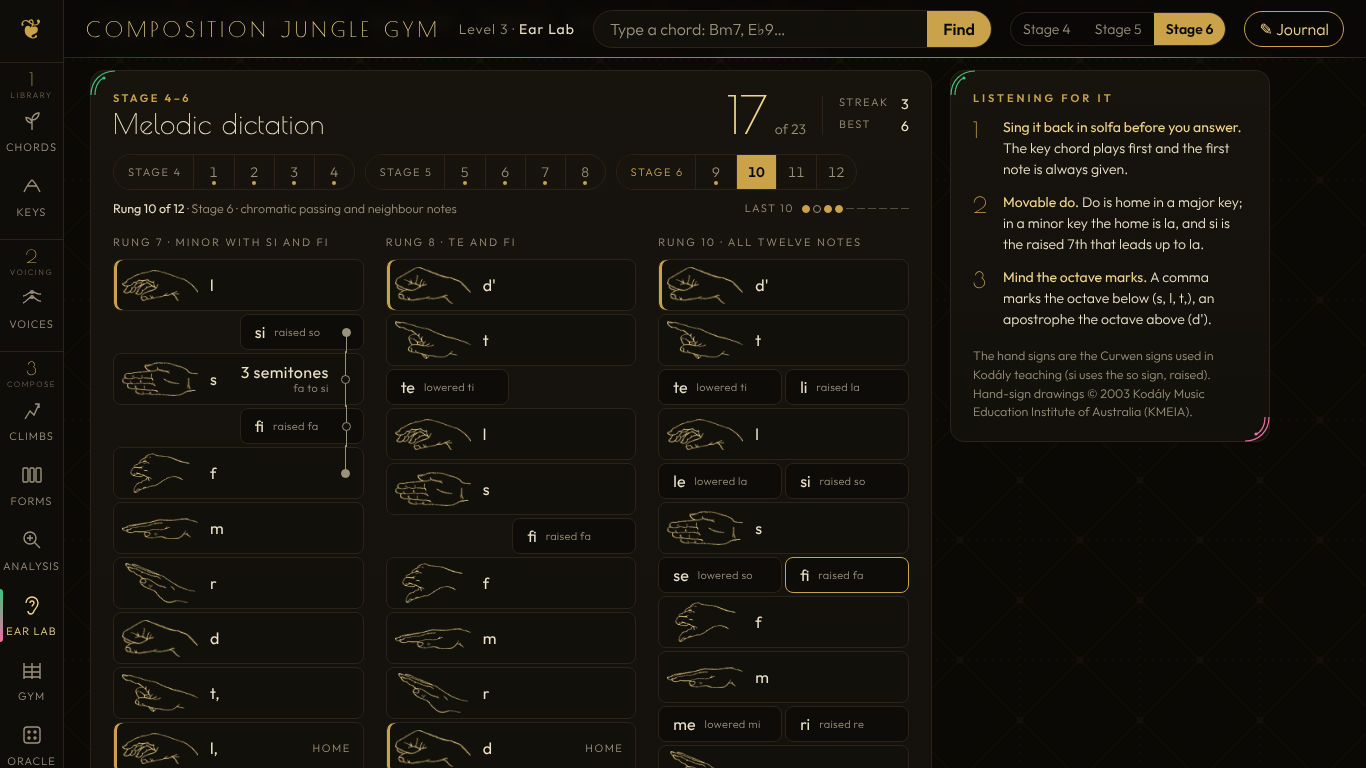 COMPOSITION JUNGLE GYM
Level 3 · Ear Lab
Type a chord: Bm7, E♭9...
Find
Stage 4
Stage 5
Stage 6
✎ Journal
1
LIBRARY
CHORDS
KEYS
2
VOICING
VOICES
3
COMPOSE
CLIMBS
FORMS
ANALYSIS
EAR LAB
GYM
ORACLE
STAGE 4–6
Melodic dictation
17 of 23
STREAK 3
BEST 6
STAGE 4 1 2 3 4
STAGE 5 5 6 7 8
STAGE 6 9 10 11 12
Rung 10 of 12 · Stage 6 · chromatic passing and neighbour notes
LAST 10
RUNG 7 · MINOR WITH SI AND FI
l
si raised so
s 3 semitones
fa to si
fi raised fa
f
m
r
d
t,
l, HOME
RUNG 8 · TE AND FI
d'
t
te lowered ti
l
s
fi raised fa
f
m
r
d HOME
RUNG 10 · ALL TWELVE NOTES
d'
t
te lowered ti
li raised la
l
le lowered la
si raised so
s
se lowered so
fi raised fa
f
m
me lowered mi
ri raised re
LISTENING FOR IT
1 Sing it back in solfa before you answer.
The key chord plays first and the first
note is always given.
2 Movable do. Do is home in a major key;
in a minor key the home is la, and si is
the raised 7th that leads up to la.
3 Mind the octave marks. A comma
marks the octave below (s, l, t,), an
apostrophe the octave above (d').
The hand signs are the Curwen signs used in
Kodály teaching (si uses the so sign, raised).
Hand-sign drawings © 2003 Kodály Music
Education Institute of Australia (KMEIA).